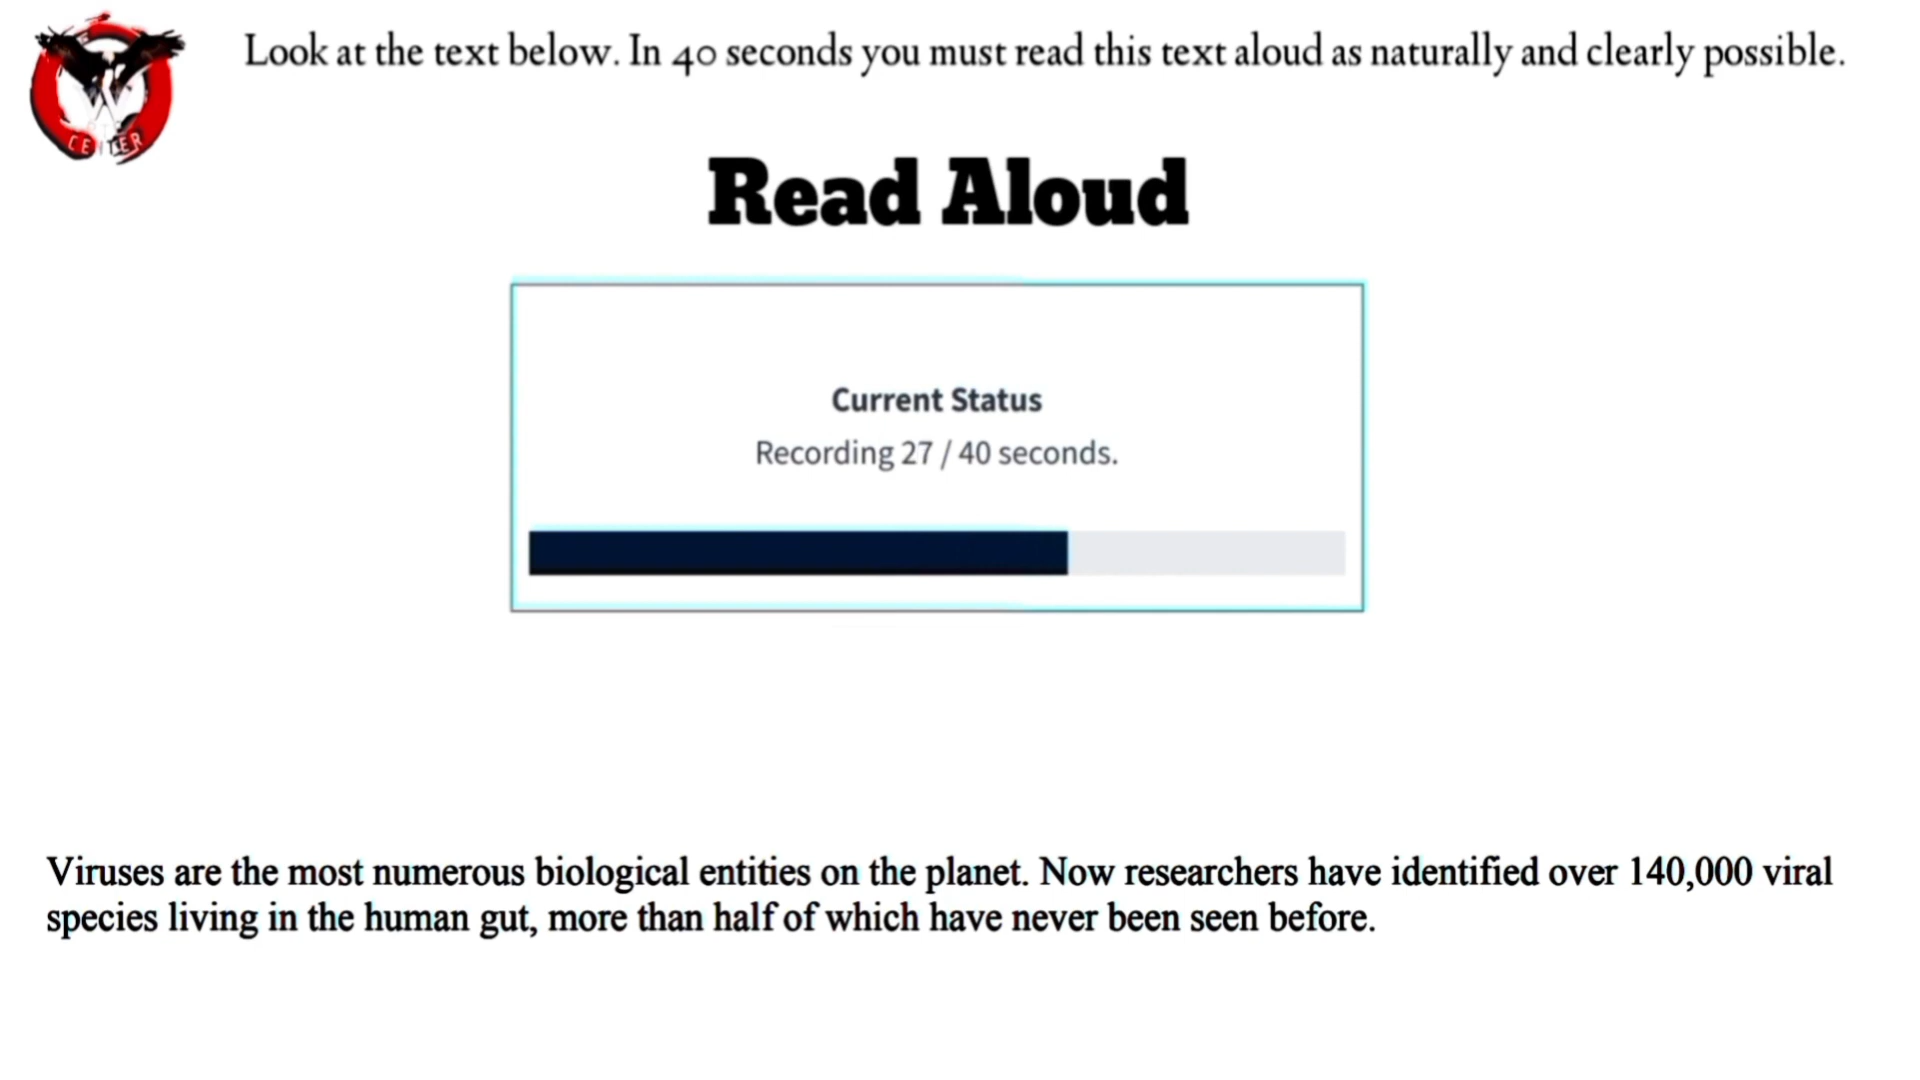 Look at the text below. In 40 seconds you must read this text aloud as naturally and clearly possible.
CENTER
Read Aloud
Current Status
Recording 27 / 40 seconds.
Viruses are the most numerous biological entities on the planet. Now researchers have identified over 140,000 viral
species living in the human gut, more than half of which have never been seen before.